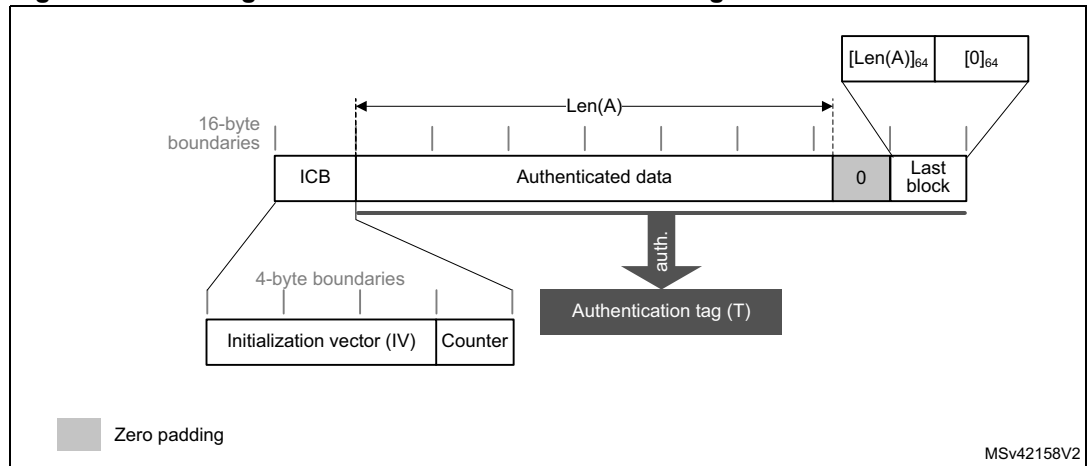 [Len(A)]64 [0]64
Len(A)
16-byte
boundaries
ICB Authenticated data 0 Last
block
auth.
4-byte boundaries
Authentication tag (T)
Initialization vector (IV) Counter
Zero padding
MSv42158V2